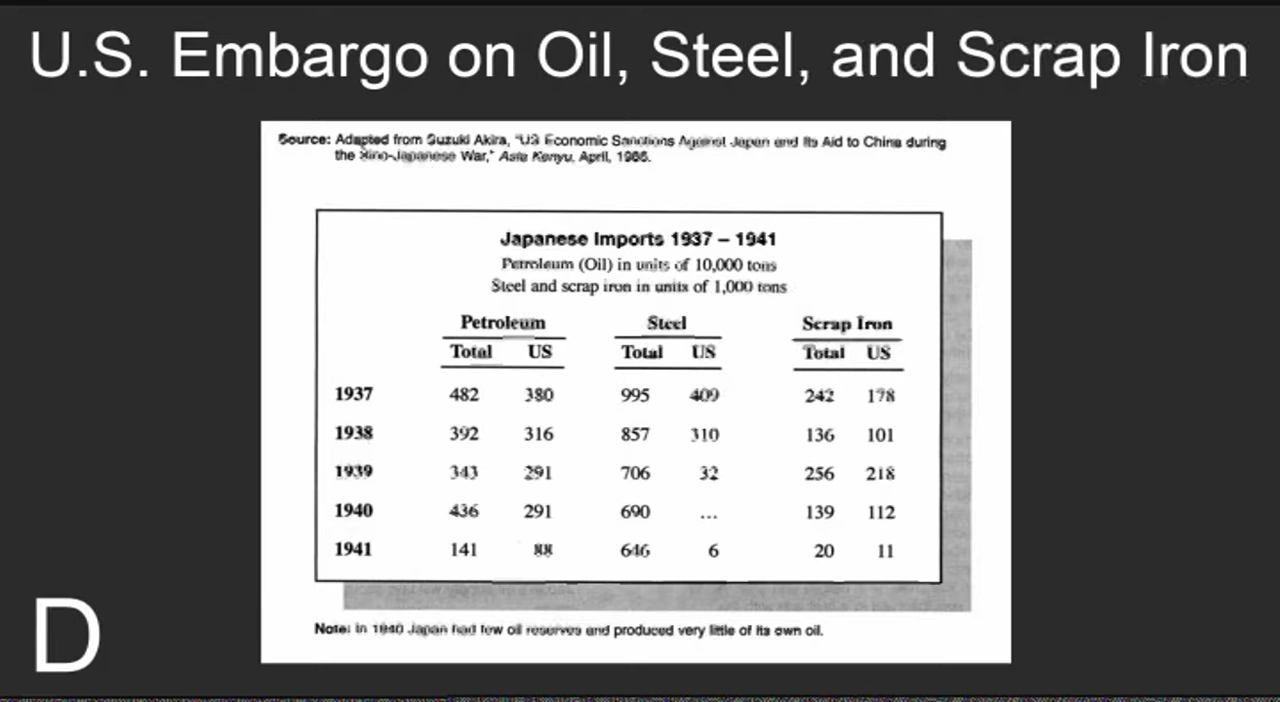 U.S. Embargo on Oil, Steel, and Scrap Iron
Source: Adapted from Suzuki Akira, "US Economic Sanctions Against Japan and Its Aid to China during
the Sino-Japanese War," Asia Kenyu, April, 1986.
Japanese Imports 1937 – 1941
Petroleum (Oil) in units of 10,000 tons
Steel and scrap iron in units of 1,000 tons
Petroleum Steel Scrap Iron
Total US Total US Total US
1937 482 380 995 409 242 178
1938 392 316 857 310 136 101
1939 343 291 706 32 256 218
1940 436 291 690 ... 139 112
1941 141 88 646 6 20 11
Note: In 1940 Japan had few oil reserves and produced very little of its own oil.
D